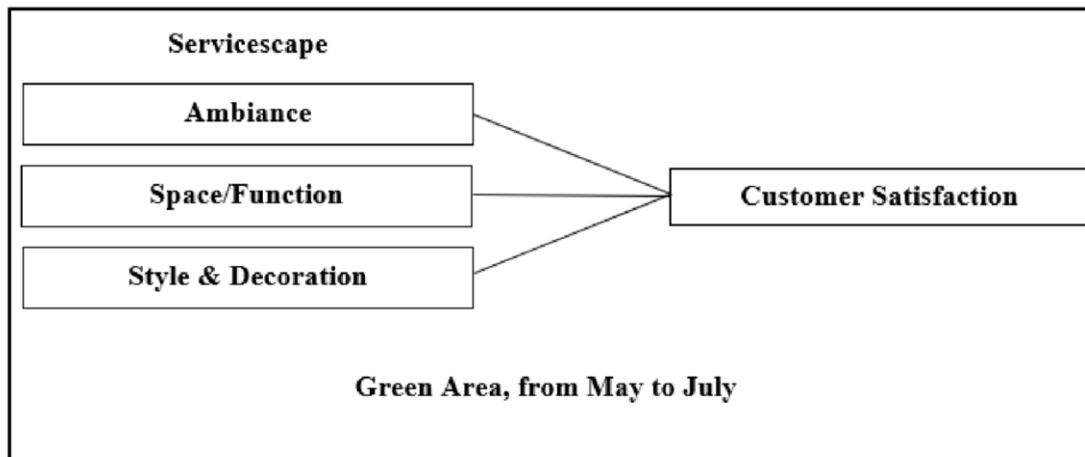 Servicescape
Ambiance
Space/Function
Customer Satisfaction
Style & Decoration
Green Area, from May to July